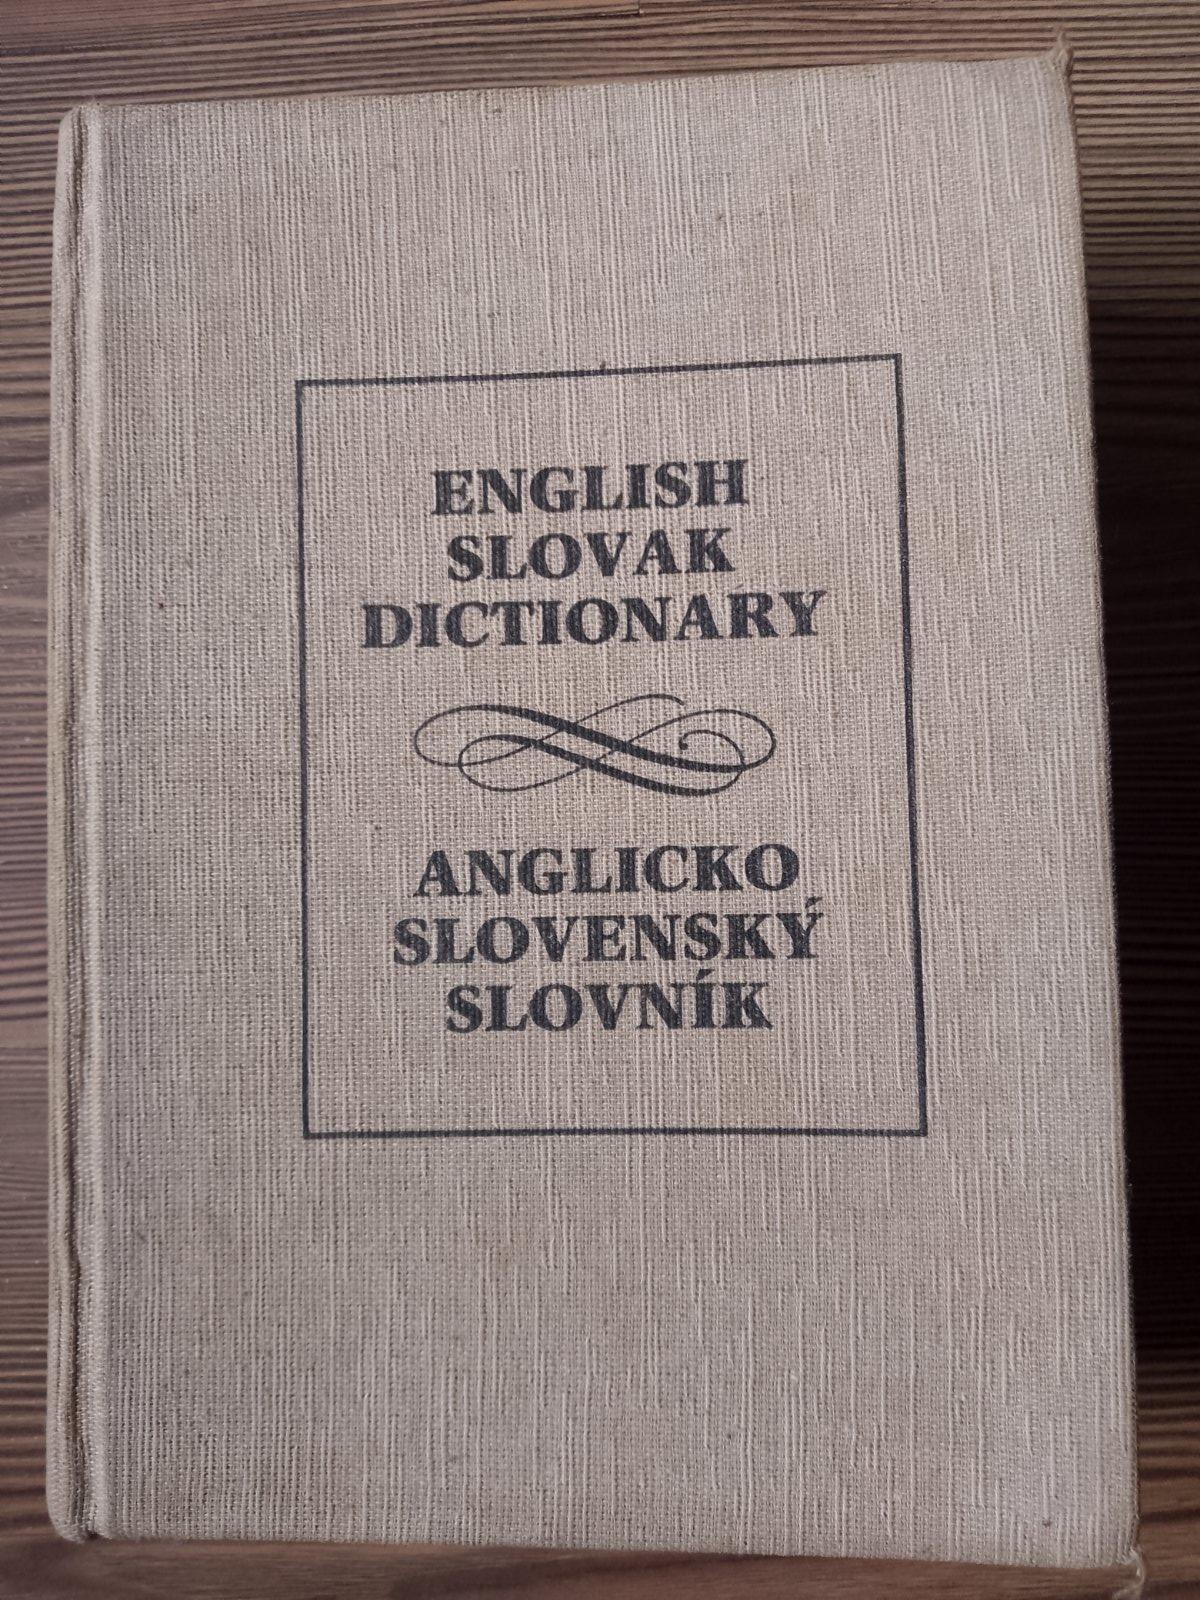 ENGLISH
SLOVAK
DICTIONARY
ANGLICKO
SLOVENSKÝ
SLOVNÍK